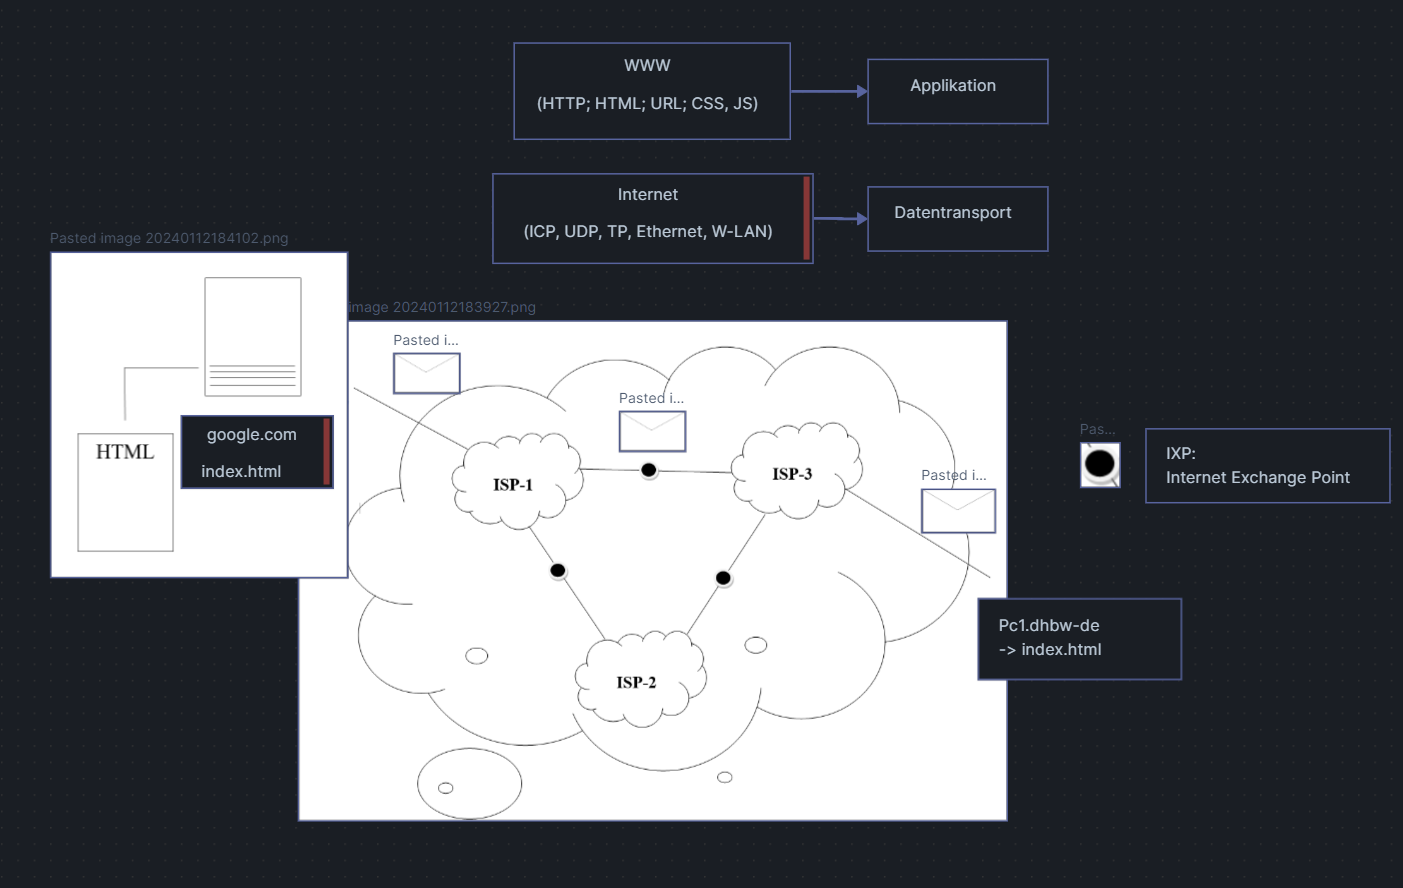 WWW
(HTTP; HTML; URL; CSS, JS)
Applikation
Internet
(ICP, UDP, TP, Ethernet, W-LAN)
Datentransport
Pasted image 20240112184102.png
HTML
google.com
index.html
image 20240112183927.png
Pasted i...
Pasted i...
Pasted i...
ISP-1
ISP-3
ISP-2
Pas...
IXP:
Internet Exchange Point
Pc1.dhbw-de
-> index.html